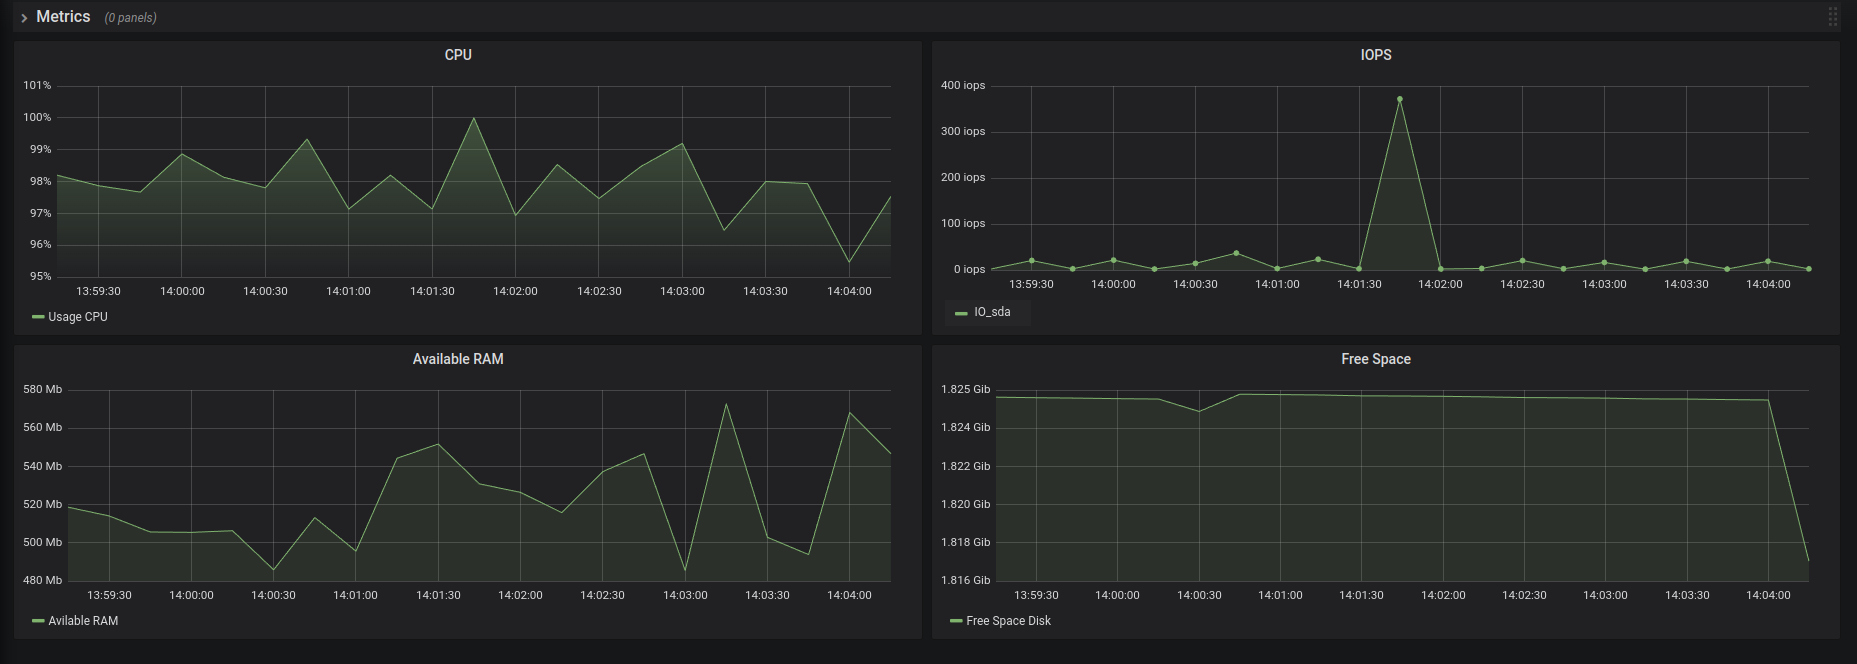 Metrics (0 panels)
CPU
101%
100%
99%
98%
97%
96%
95%
13:59:30 14:00:00 14:00:30 14:01:00 14:01:30 14:02:00 14:02:30 14:03:00 14:03:30 14:04:00
Usage CPU
IOPS
400 iops
300 iops
200 iops
100 iops
0 iops
13:59:30 14:00:00 14:00:30 14:01:00 14:01:30 14:02:00 14:02:30 14:03:00 14:03:30 14:04:00
IO_sda
Available RAM
580 Mb
560 Mb
540 Mb
520 Mb
500 Mb
480 Mb
13:59:30 14:00:00 14:00:30 14:01:00 14:01:30 14:02:00 14:02:30 14:03:00 14:03:30 14:04:00
Avilable RAM
Free Space
1.825 Gib
1.824 Gib
1.822 Gib
1.820 Gib
1.818 Gib
1.816 Gib
13:59:30 14:00:00 14:00:30 14:01:00 14:01:30 14:02:00 14:02:30 14:03:00 14:03:30 14:04:00
Free Space Disk